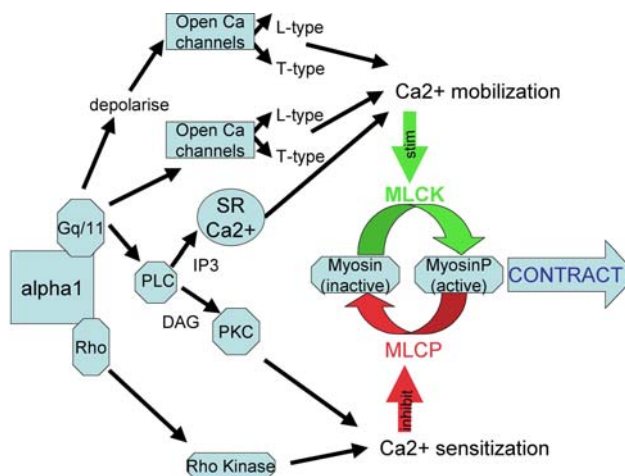 Open Ca
channels
L-type
T-type
depolarise
Ca2+ mobilization
Open Ca
channels
L-type
T-type
stim
MLCK
Gq/11
SR
Ca2+
alpha1
PLC
IP3
Myosin
(inactive)
MyosinP
(active)
CONTRACT
DAG
PKC
Rho
MLCP
inhibit
Ca2+ sensitization
Rho Kinase